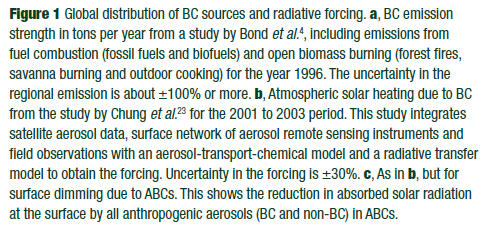 Figure 1 Global distribution of BC sources and radiative forcing. a, BC emission
strength in tons per year from a study by Bond et al.⁴, including emissions from
fuel combustion (fossil fuels and biofuels) and open biomass burning (forest fires,
savanna burning and outdoor cooking) for the year 1996. The uncertainty in the
regional emission is about ±100% or more. b, Atmospheric solar heating due to BC
from the study by Chung et al.²³ for the 2001 to 2003 period. This study integrates
satellite aerosol data, surface network of aerosol remote sensing instruments and
field observations with an aerosol-transport-chemical model and a radiative transfer
model to obtain the forcing. Uncertainty in the forcing is ±30%. c, As in b, but for
surface dimming due to ABCs. This shows the reduction in absorbed solar radiation
at the surface by all anthropogenic aerosols (BC and non-BC) in ABCs.